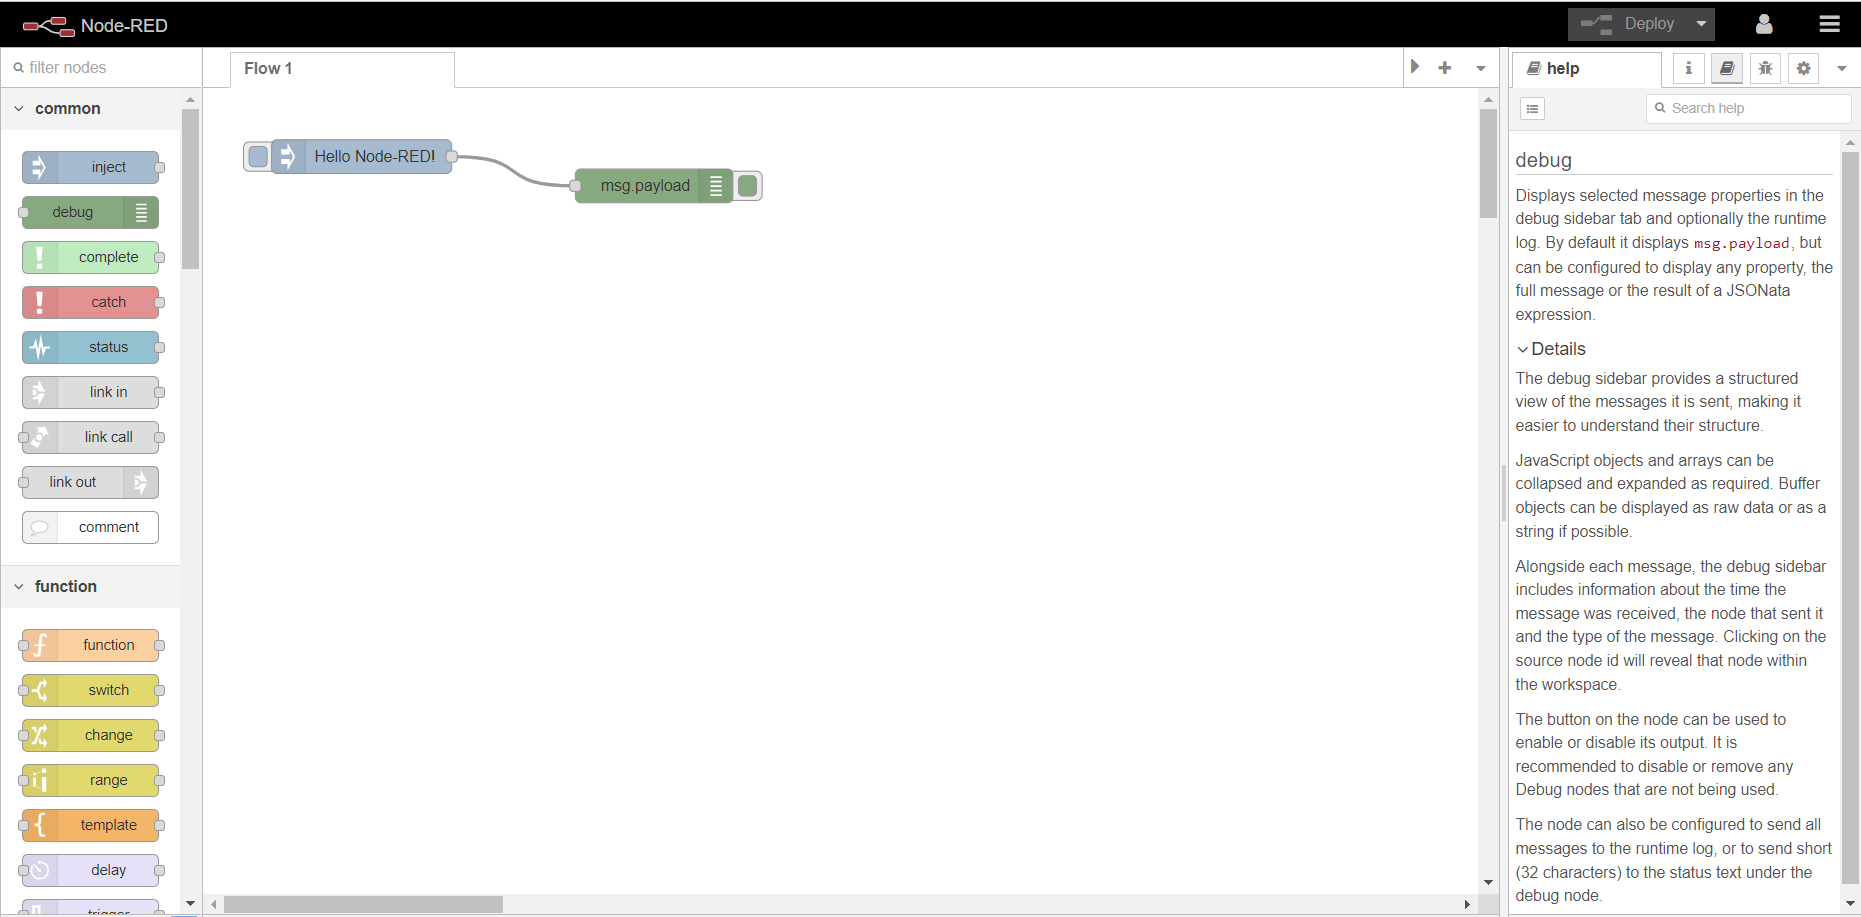 Node-RED
Deploy
filter nodes
common
inject
debug
complete
catch
status
link in
link call
link out
comment
function
function
switch
change
range
template
delay
trigger
Flow 1
Hello Node-RED!
msg.payload
help
Search help
debug
Displays selected message properties in the
debug sidebar tab and optionally the runtime
log. By default it displays msg.payload, but
can be configured to display any property, the
full message or the result of a JSONata
expression.
Details
The debug sidebar provides a structured
view of the messages it is sent, making it
easier to understand their structure.
JavaScript objects and arrays can be
collapsed and expanded as required. Buffer
objects can be displayed as raw data or as a
string if possible.
Alongside each message, the debug sidebar
includes information about the time the
message was received, the node that sent it
and the type of the message. Clicking on the
source node id will reveal that node within
the workspace.
The button on the node can be used to
enable or disable its output. It is
recommended to disable or remove any
Debug nodes that are not being used.
The node can also be configured to send all
messages to the runtime log, or to send short
(32 characters) to the status text under the
debug node.